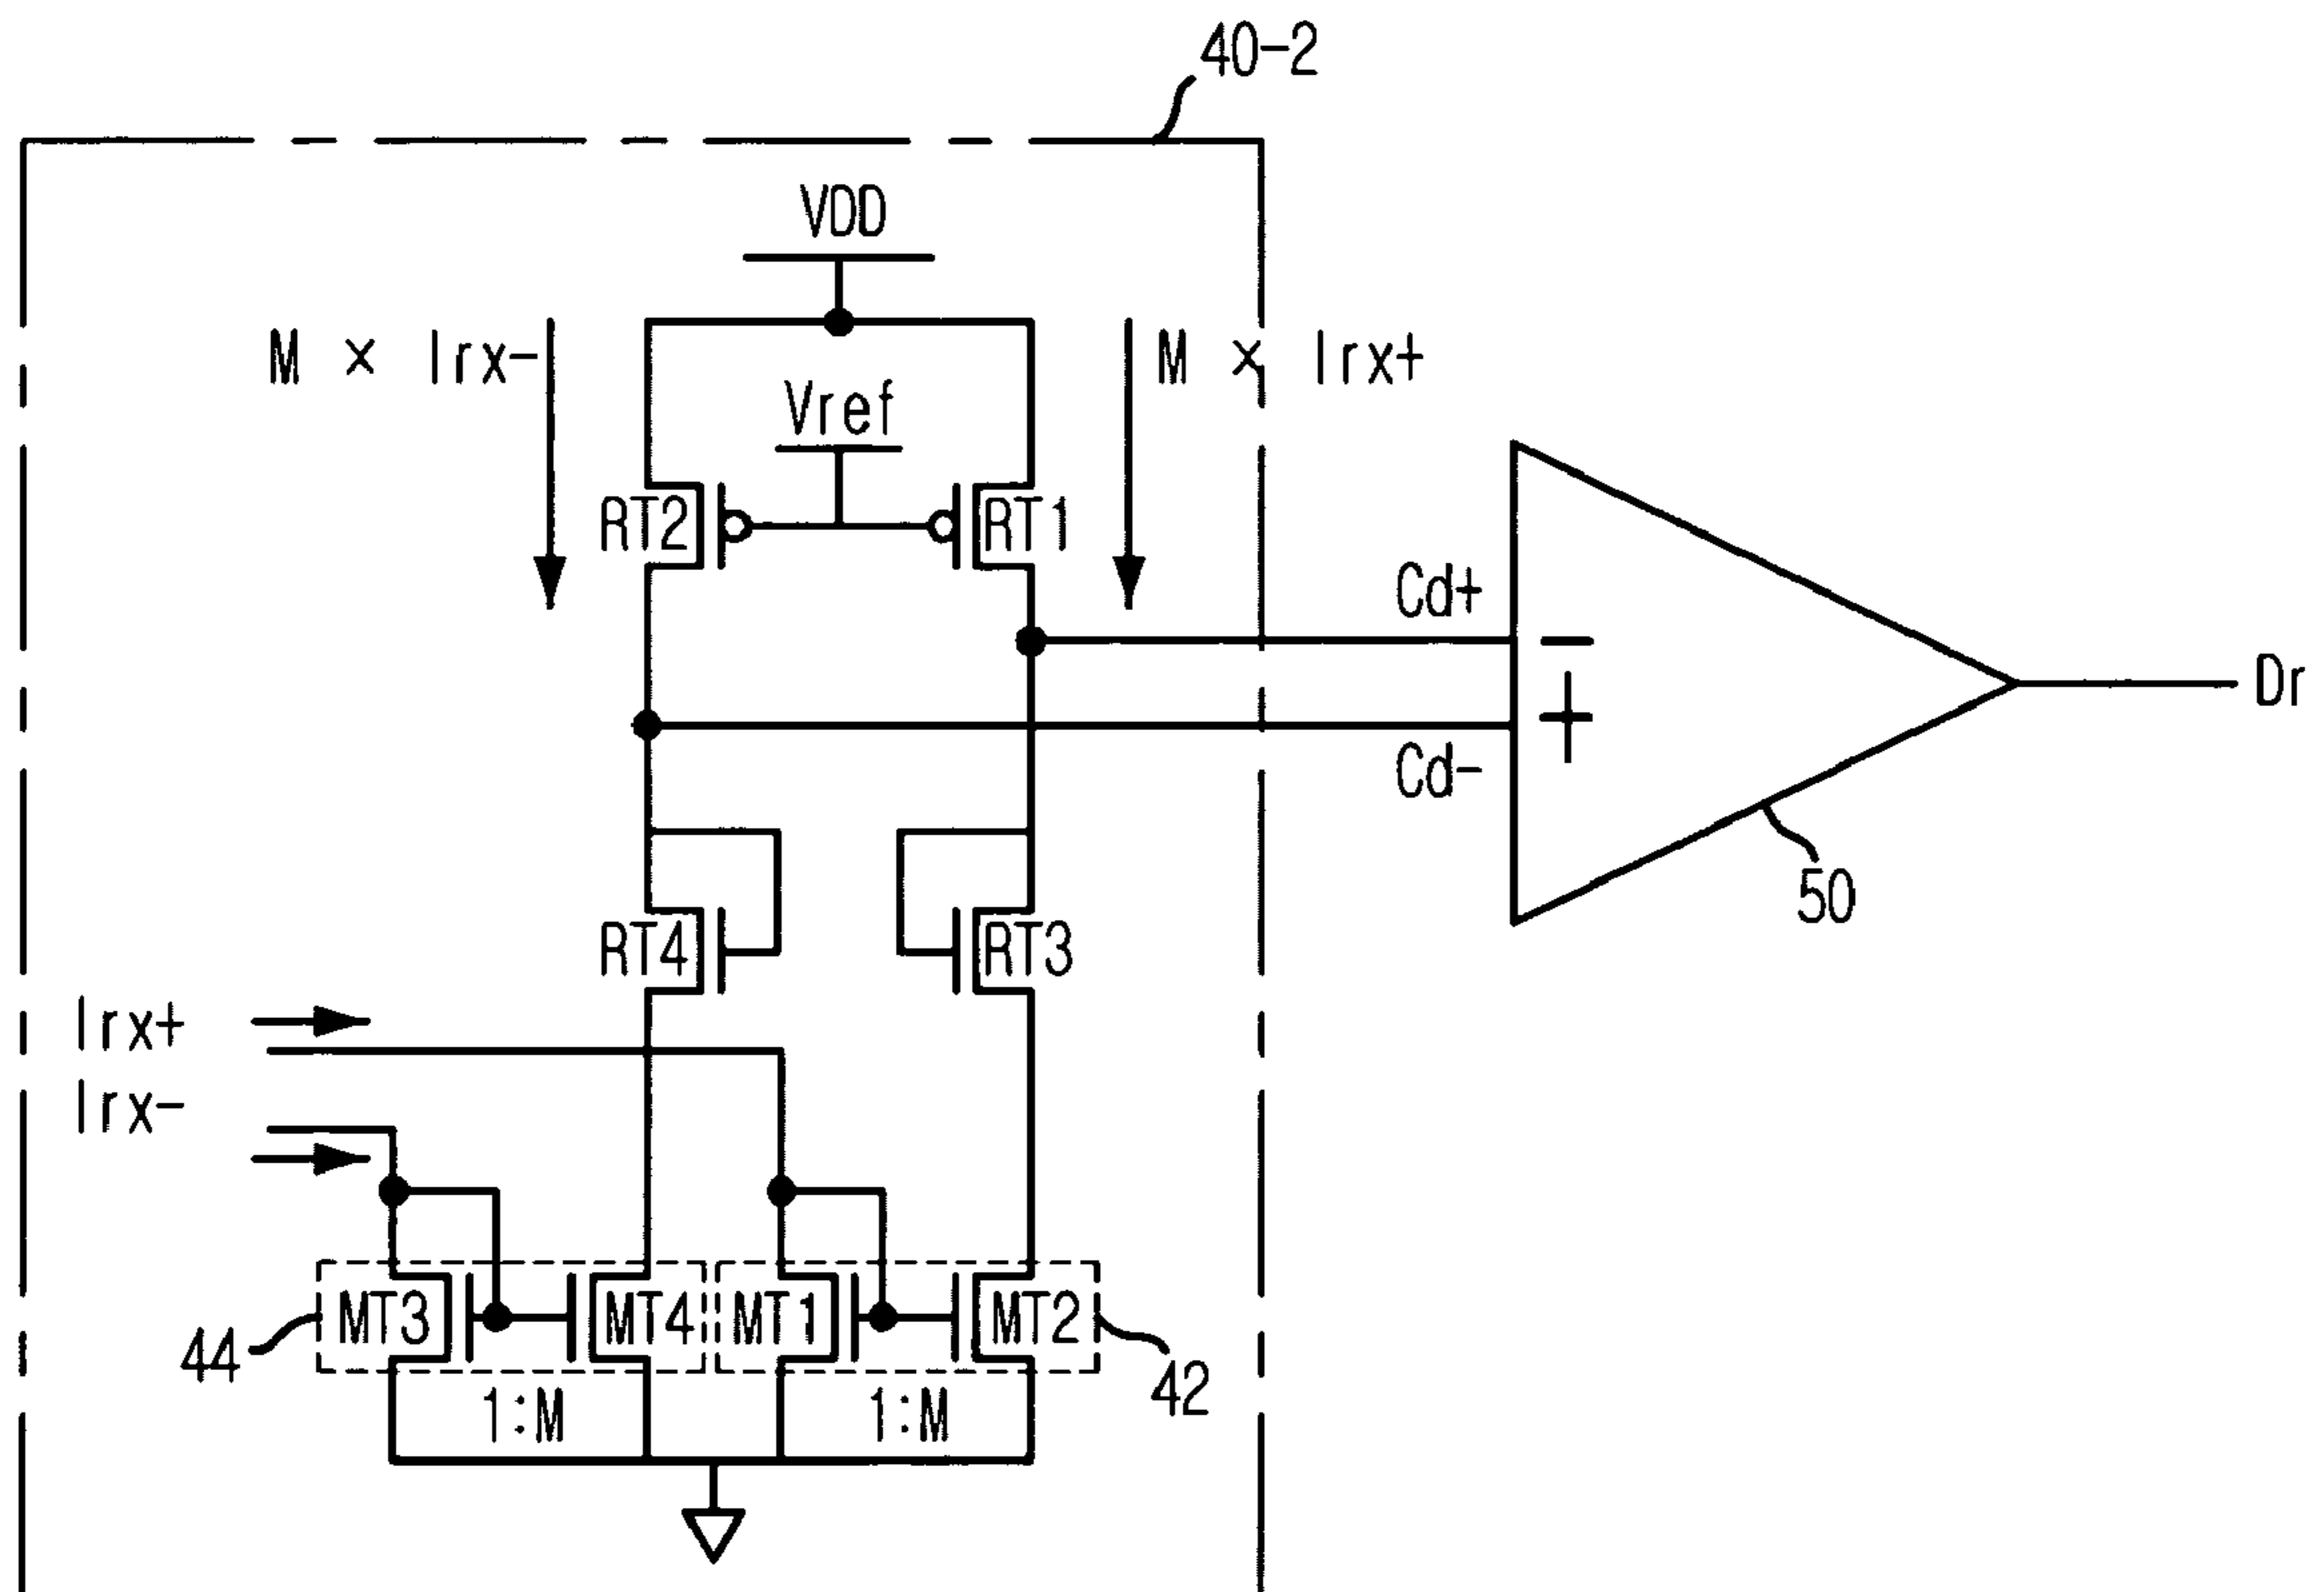 40-2
VDD
M × Irx-
M × Irx+
Vref
RT2
RT1
Cd+
−
+
Cd-
Dr
50
RT4
RT3
Irx+
Irx-
MT3
MT4
MT1
MT2
44
42
1:M
1:M